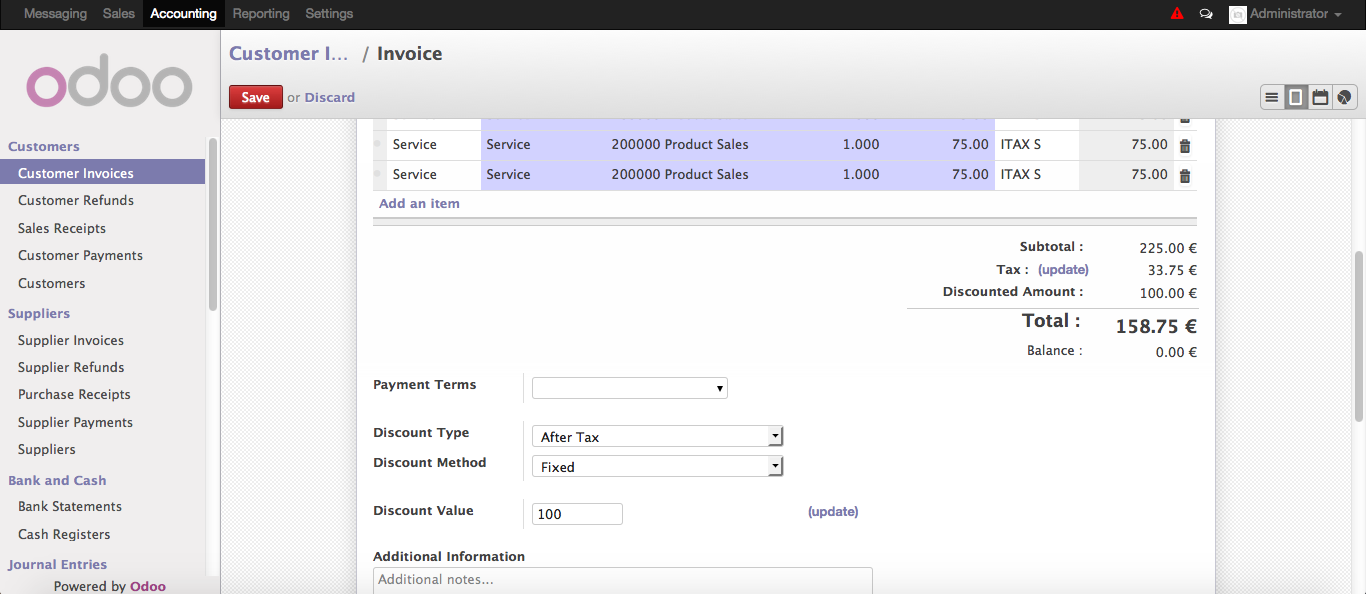 Messaging Sales Accounting Reporting Settings Administrator
odoo
Customers
Customer Invoices
Customer Refunds
Sales Receipts
Customer Payments
Customers
Suppliers
Supplier Invoices
Supplier Refunds
Purchase Receipts
Supplier Payments
Suppliers
Bank and Cash
Bank Statements
Cash Registers
Journal Entries
Powered by Odoo
Customer I... / Invoice
Save or Discard
Service Service 200000 Product Sales 1.000 75.00 ITAX S 75.00
Service Service 200000 Product Sales 1.000 75.00 ITAX S 75.00
Add an item
Subtotal : 225.00 €
Tax : (update) 33.75 €
Discounted Amount : 100.00 €
Total : 158.75 €
Balance : 0.00 €
Payment Terms
Discount Type After Tax
Discount Method Fixed
Discount Value 100 (update)
Additional Information
Additional notes...